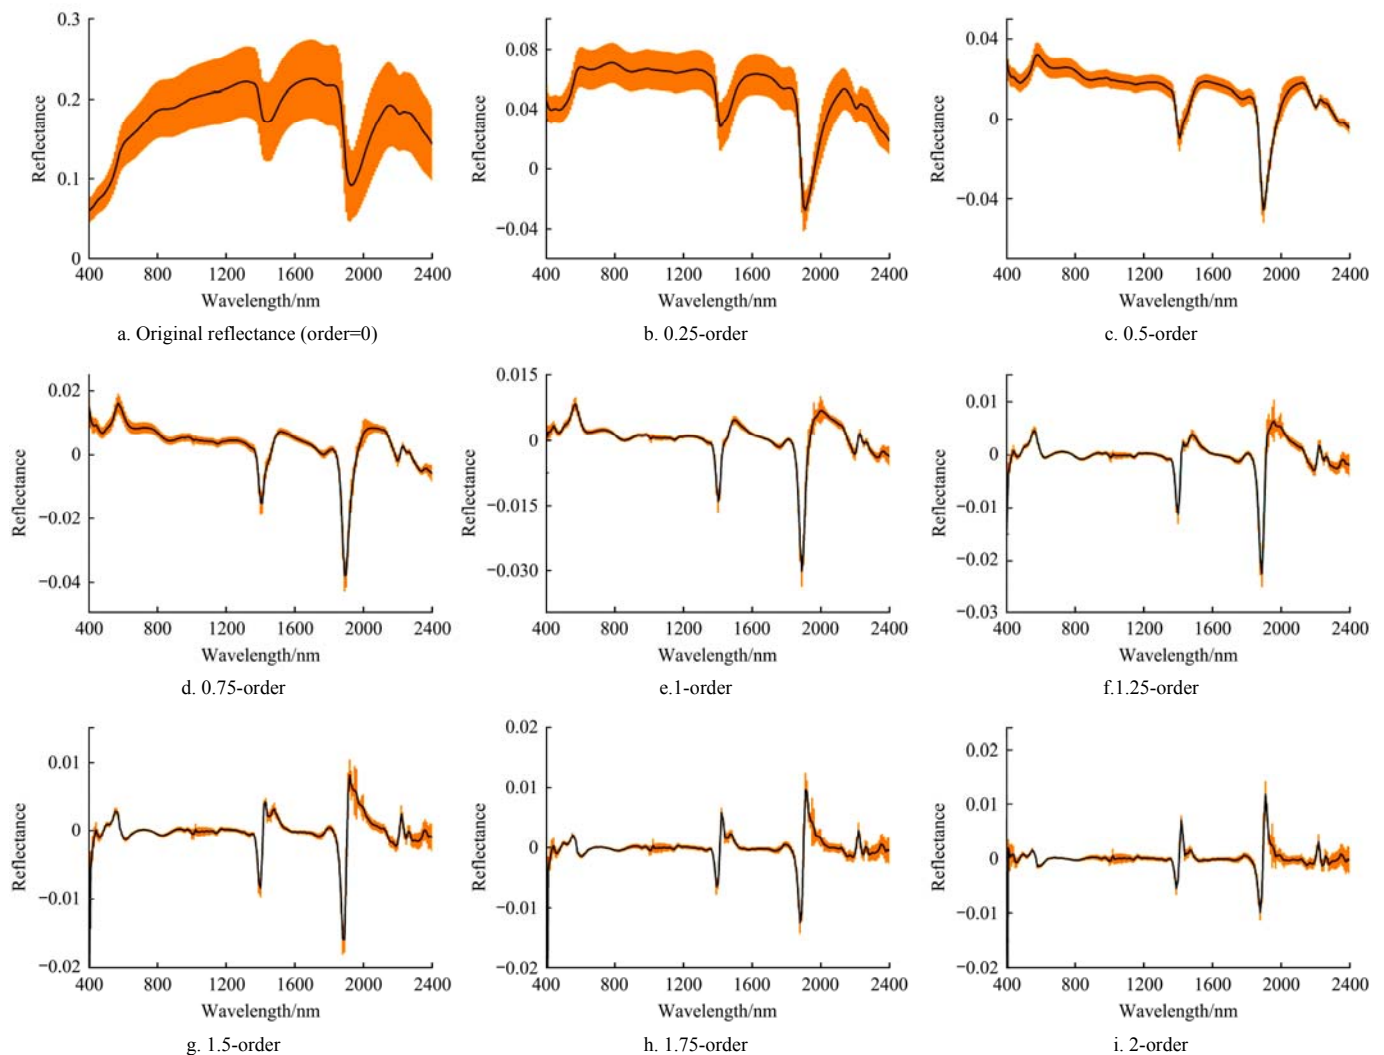 0.3
0.2
0.1
0
Reflectance
400 800 1200 1600 2000 2400
Wavelength/nm
a. Original reflectance (order=0)
0.08
0.04
0
−0.04
Reflectance
400 800 1200 1600 2000 2400
Wavelength/nm
b. 0.25-order
0.04
0
−0.04
Reflectance
400 800 1200 1600 2000 2400
Wavelength/nm
c. 0.5-order
0.02
0
−0.02
−0.04
Reflectance
400 800 1200 1600 2000 2400
Wavelength/nm
d. 0.75-order
0.015
0
−0.015
−0.030
Reflectance
400 800 1200 1600 2000 2400
Wavelength/nm
e.1-order
0.01
0
−0.01
−0.02
−0.03
Reflectance
400 800 1200 1600 2000 2400
Wavelength/nm
f.1.25-order
0.01
0
−0.01
−0.02
Reflectance
400 800 1200 1600 2000 2400
Wavelength/nm
g. 1.5-order
0.02
0.01
0
−0.01
−0.02
Reflectance
400 800 1200 1600 2000 2400
Wavelength/nm
h. 1.75-order
0.02
0.01
0
−0.01
−0.02
Reflectance
400 800 1200 1600 2000 2400
Wavelength/nm
i. 2-order